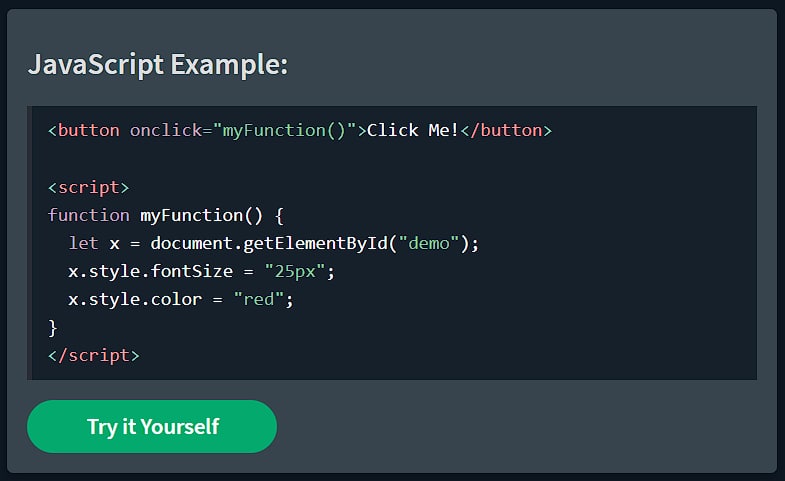 JavaScript Example:
<button onclick="myFunction()">Click Me!</button>
<script>
function myFunction() {
  let x = document.getElementById("demo");
  x.style.fontSize = "25px";
  x.style.color = "red";
}
</script>
Try it Yourself